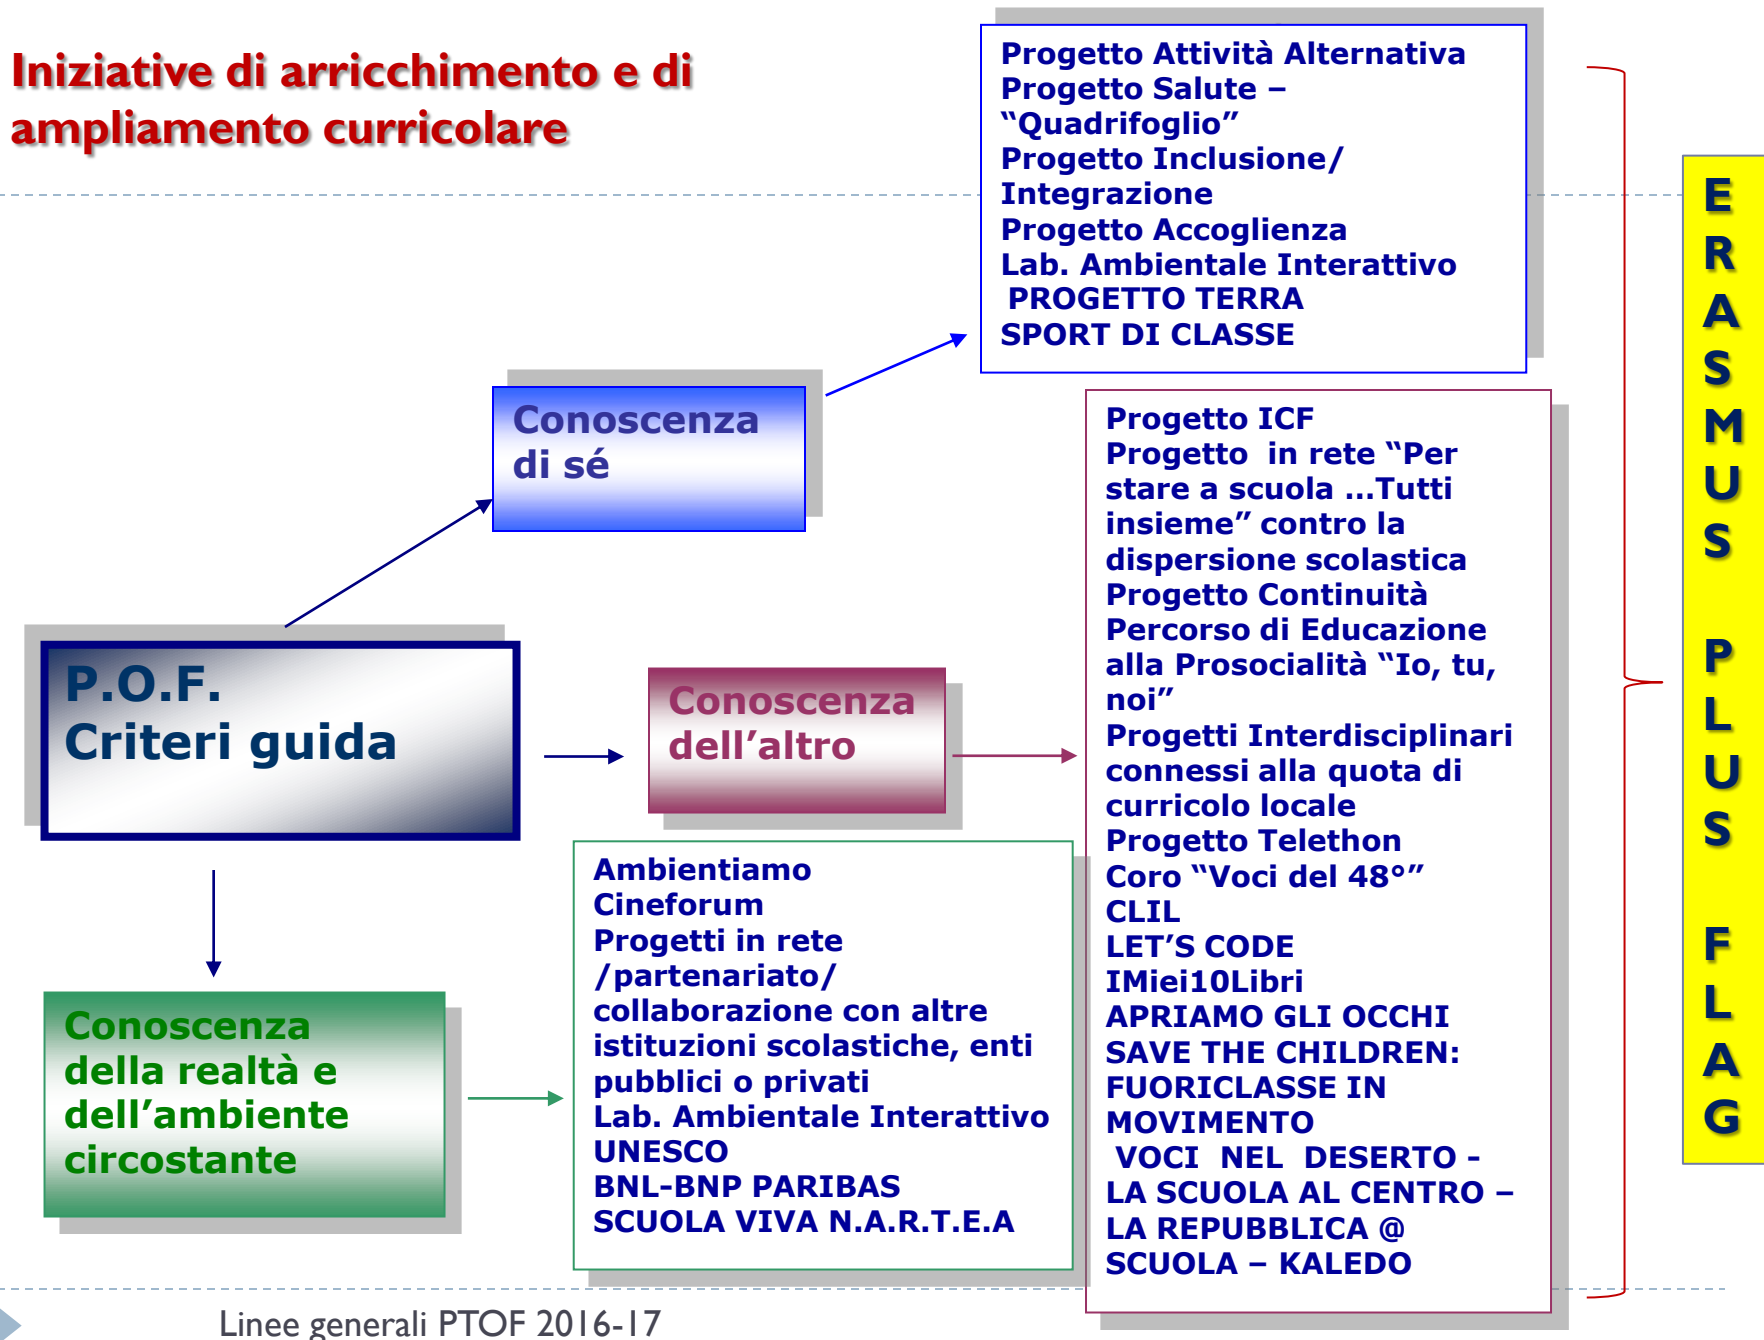 Iniziative di arricchimento e di
ampliamento curricolare
Progetto Attività Alternativa
Progetto Salute –
“Quadrifoglio”
Progetto Inclusione/
Integrazione
Progetto Accoglienza
Lab. Ambientale Interattivo
PROGETTO TERRA
SPORT DI CLASSE
Conoscenza
di sé
P.O.F.
Criteri guida
Conoscenza
dell’altro
Progetto ICF
Progetto  in rete “Per
stare a scuola …Tutti
insieme” contro la
dispersione scolastica
Progetto Continuità
Percorso di Educazione
alla Prosocialità “Io, tu,
noi”
Progetti Interdisciplinari
connessi alla quota di
curricolo locale
Progetto Telethon
Coro “Voci del 48°”
CLIL
LET’S CODE
IMiei10Libri
APRIAMO GLI OCCHI
SAVE THE CHILDREN:
FUORICLASSE IN
MOVIMENTO
VOCI  NEL  DESERTO -
LA SCUOLA AL CENTRO –
LA REPUBBLICA @
SCUOLA – KALEDO
Conoscenza
della realtà e
dell’ambiente
circostante
Ambientiamo
Cineforum
Progetti in rete
/partenariato/
collaborazione con altre
istituzioni scolastiche, enti
pubblici o privati
Lab. Ambientale Interattivo
UNESCO
BNL-BNP PARIBAS
SCUOLA VIVA N.A.R.T.E.A
E
R
A
S
M
U
S
P
L
U
S
F
L
A
G
Linee generali PTOF 2016-17